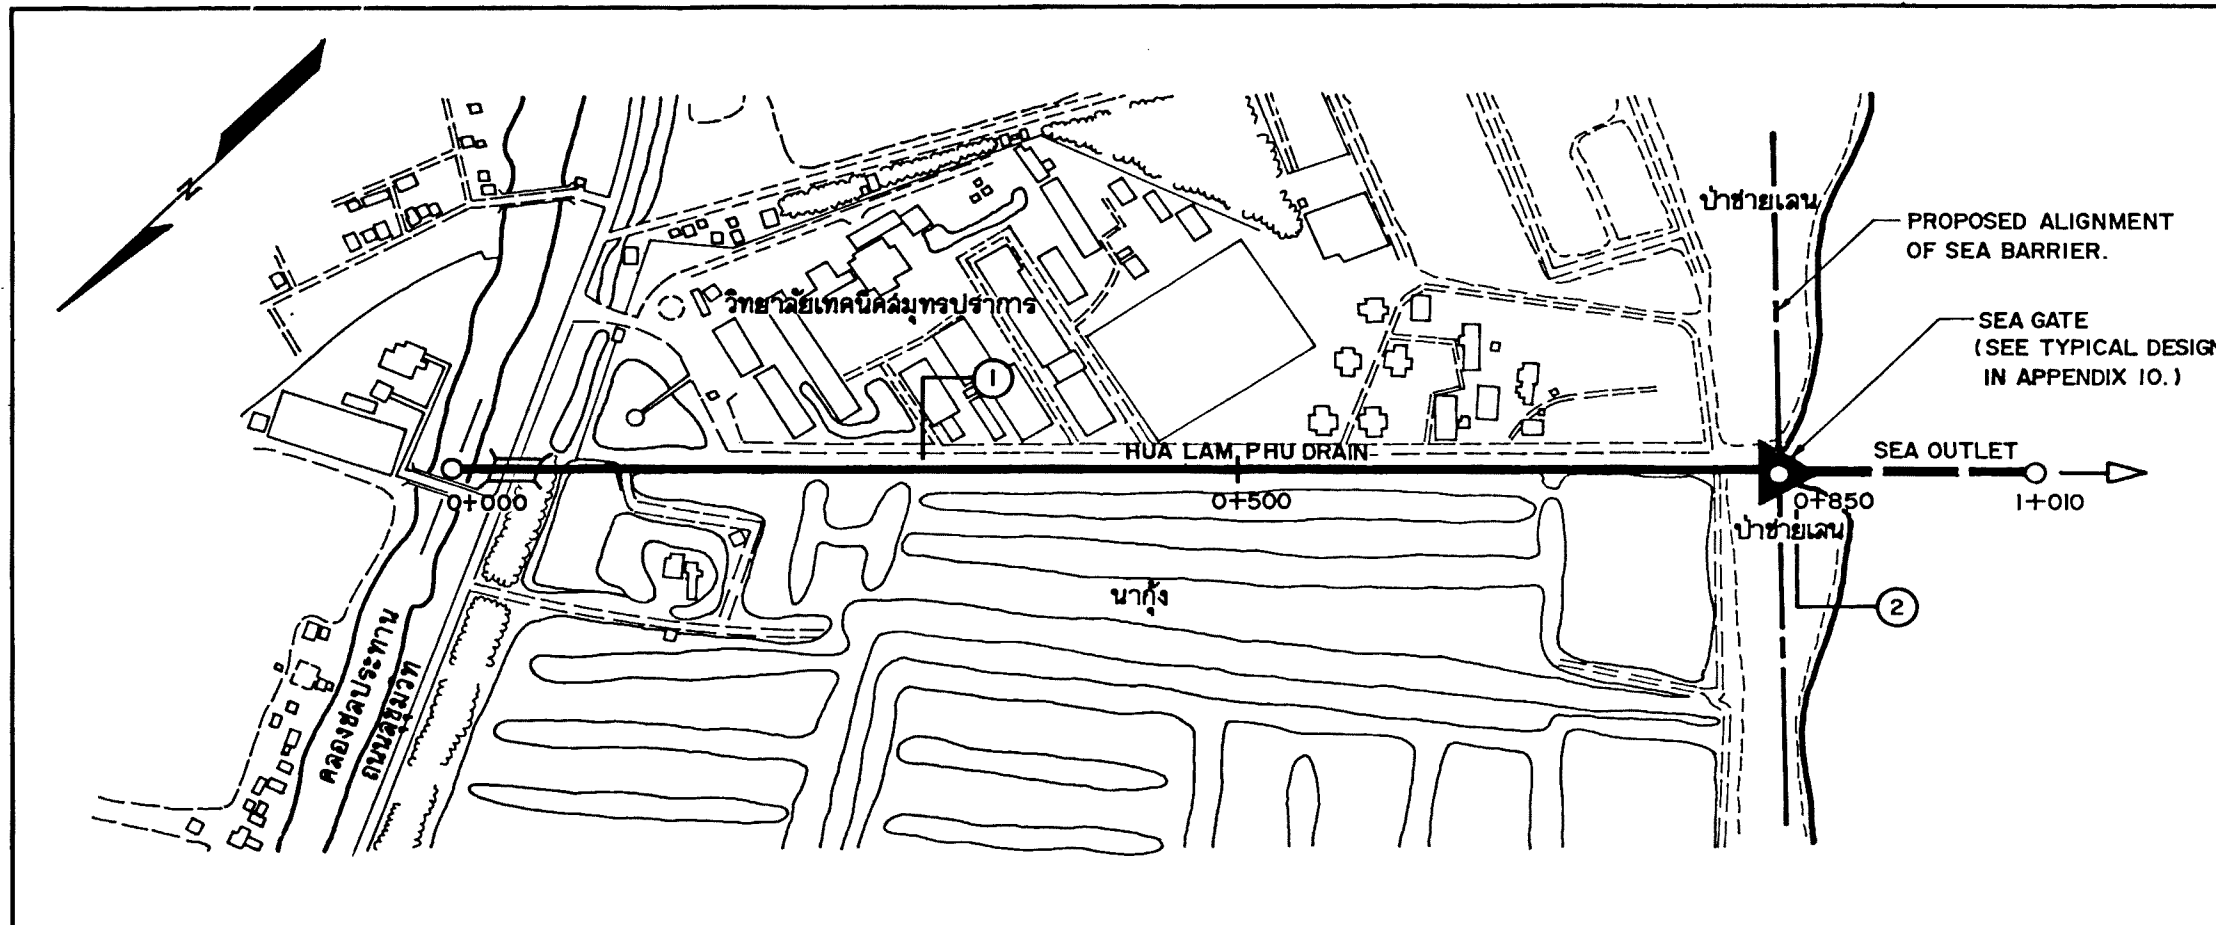 N
ป่าชายเลน
PROPOSED ALIGNMENT
OF SEA BARRIER.
วิทยาลัยเทคนิคสมุทรปราการ
SEA GATE
(SEE TYPICAL DESIGN
IN APPENDIX 10.)
1
HUA LAM PHU DRAIN
SEA OUTLET
0+000
0+500
0+850
1+010
ป่าชายเลน
นากุ้ง
2
คลองชลประทาน
ถนนสุขุมวิท